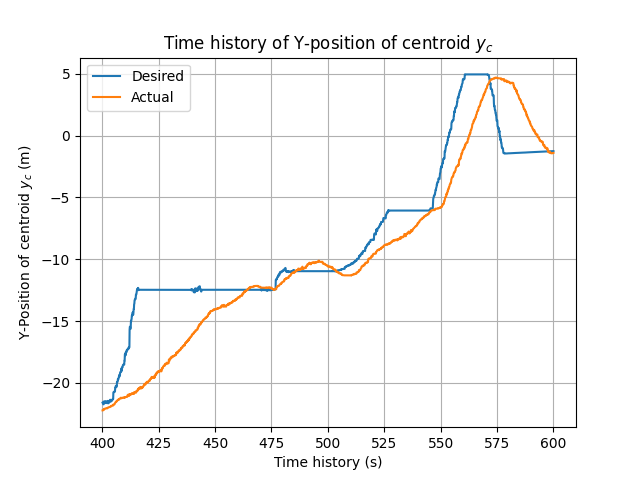 Time history of Y-position of centroid y_c
Desired
Actual
Y-Position of centroid y_c (m)
5
0
−5
−10
−15
−20
400 425 450 475 500 525 550 575 600
Time history (s)